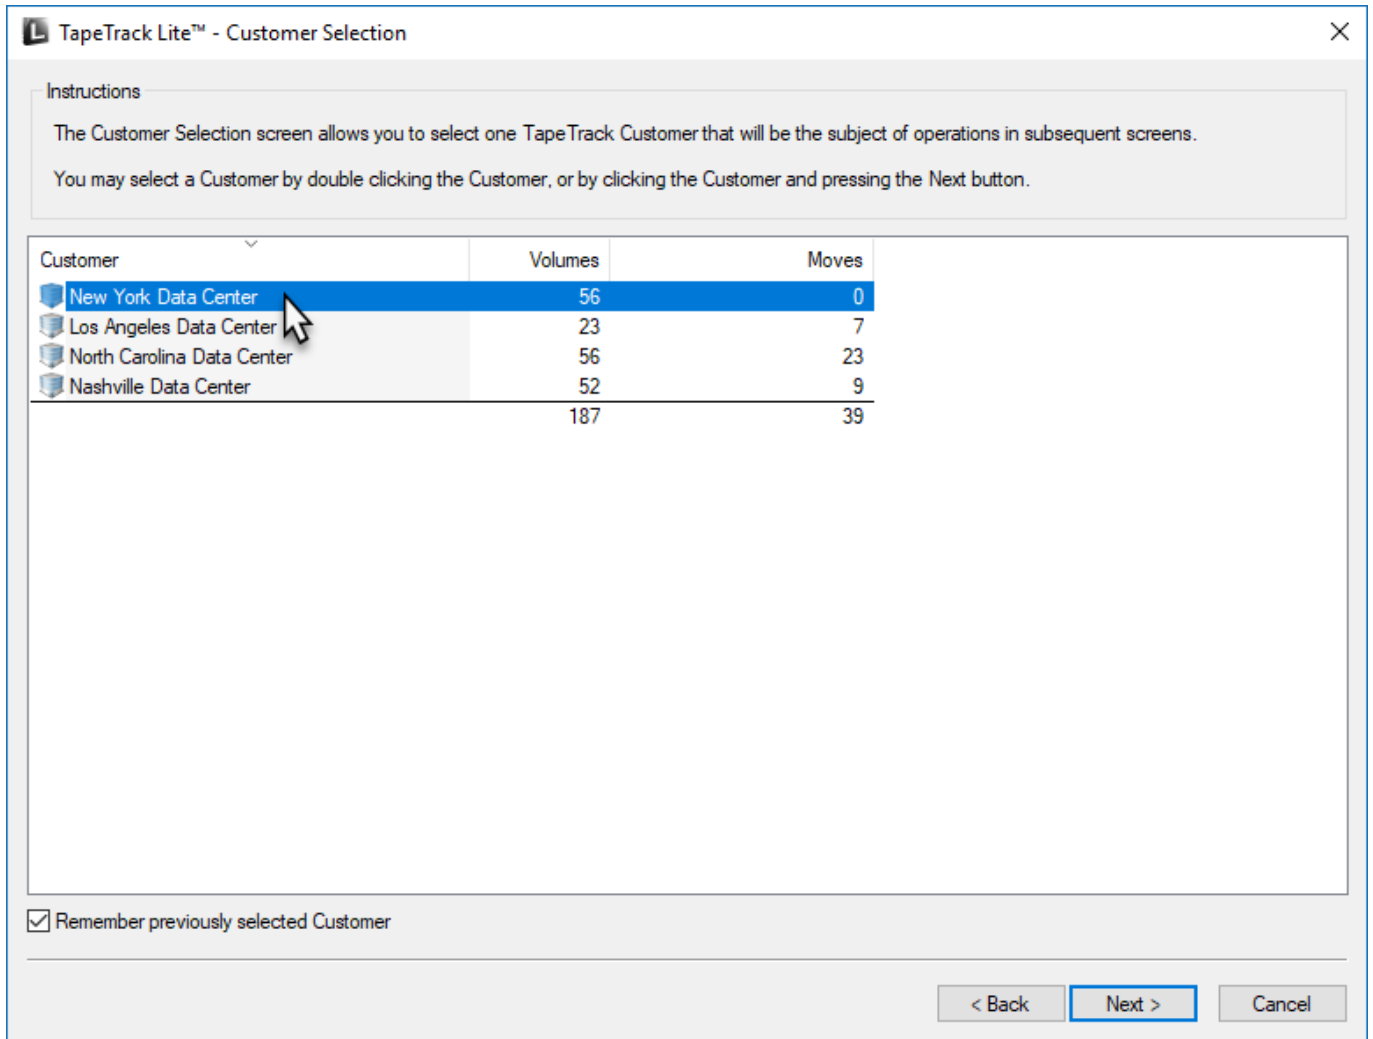 TapeTrack Lite™ - Customer Selection
Instructions
The Customer Selection screen allows you to select one TapeTrack Customer that will be the subject of operations in subsequent screens.
You may select a Customer by double clicking the Customer, or by clicking the Customer and pressing the Next button.
Customer Volumes Moves
New York Data Center 56 0
Los Angeles Data Center 23 7
North Carolina Data Center 56 23
Nashville Data Center 52 9
187 39
Remember previously selected Customer
< Back Next > Cancel